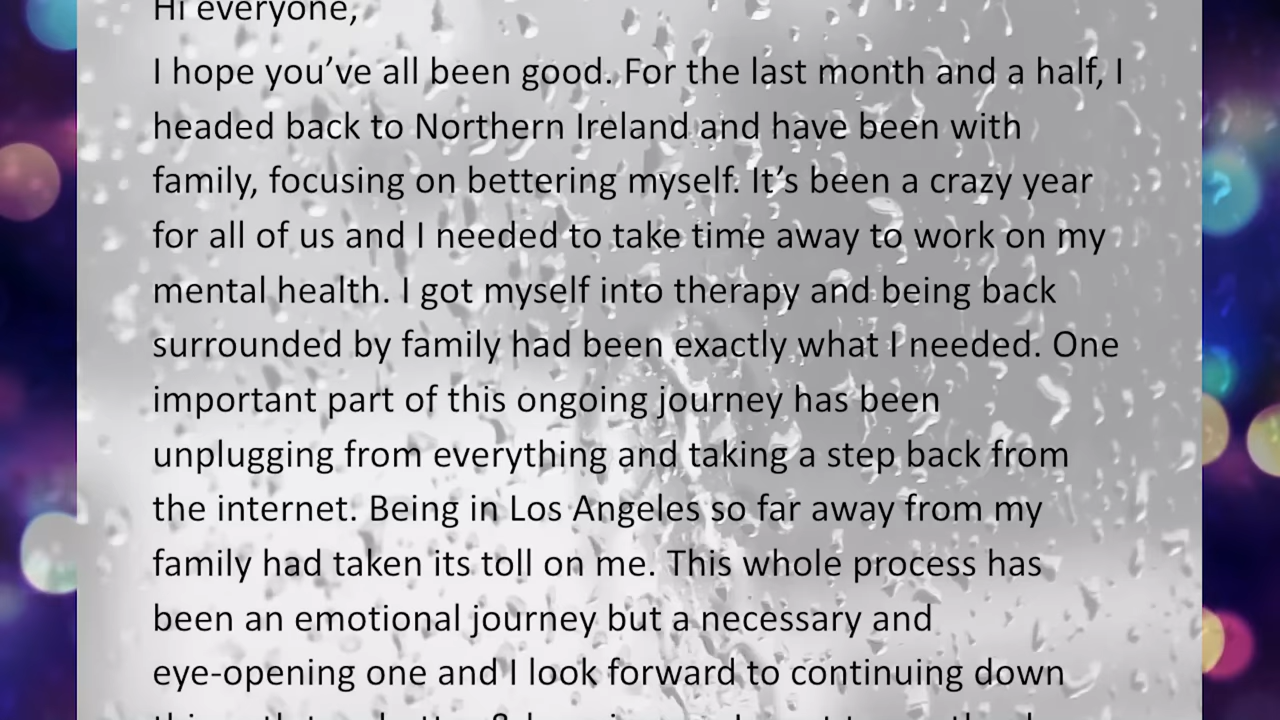 Hi everyone,
I hope you’ve all been good. For the last month and a half, I
headed back to Northern Ireland and have been with
family, focusing on bettering myself. It’s been a crazy year
for all of us and I needed to take time away to work on my
mental health. I got myself into therapy and being back
surrounded by family had been exactly what I needed. One
important part of this ongoing journey has been
unplugging from everything and taking a step back from
the internet. Being in Los Angeles so far away from my
family had taken its toll on me. This whole process has
been an emotional journey but a necessary and
eye-opening one and I look forward to continuing down